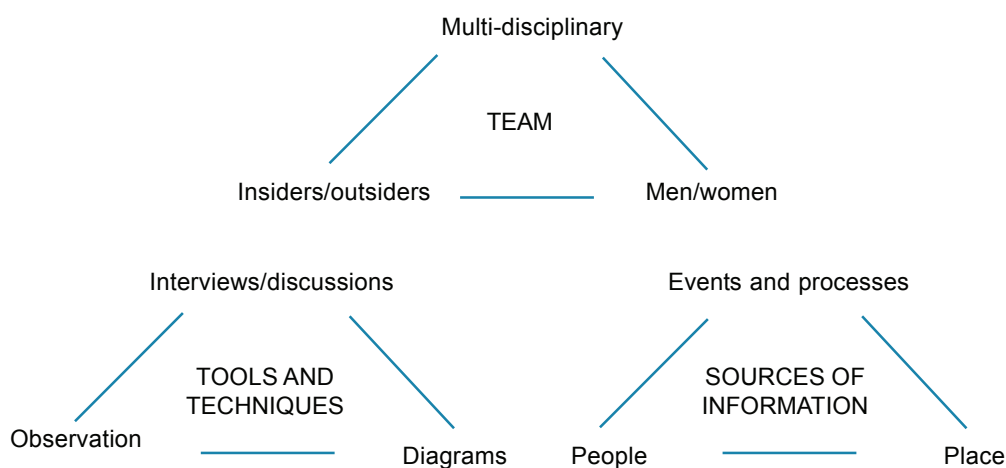 Multi-disciplinary
TEAM
Insiders/outsiders
Men/women
Interviews/discussions
TOOLS AND
TECHNIQUES
Observation
Diagrams
Events and processes
SOURCES OF
INFORMATION
People
Place